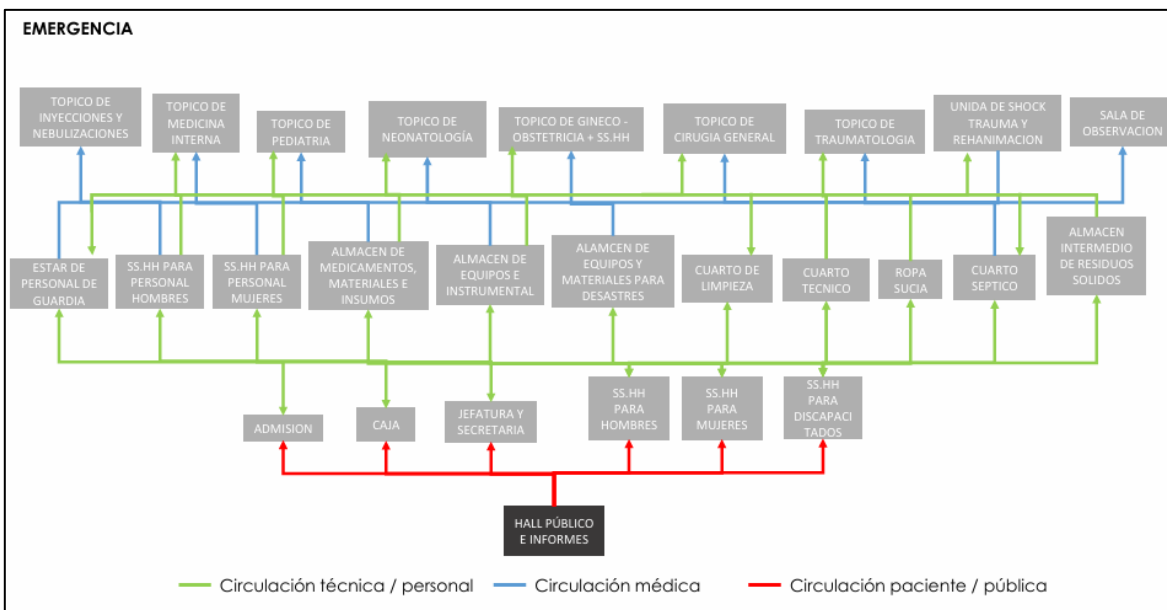 EMERGENCIA
TOPICO DE
INYECCIONES Y
NEBULIZACIONES
TOPICO DE
MEDICINA
INTERNA
TOPICO DE
PEDIATRIA
TOPICO DE
NEONATOLOGÍA
TOPICO DE GINECO -
OBSTETRICIA + SS.HH
TOPICO DE
CIRUGIA GENERAL
TOPICO DE
TRAUMATOLOGIA
UNIDA DE SHOCK
TRAUMA Y
REHANIMACION
SALA DE
OBSERVACION
ESTAR DE
PERSONAL DE
GUARDIA
SS.HH PARA
PERSONAL
HOMBRES
SS.HH PARA
PERSONAL
MUJERES
ALMACEN DE
MEDICAMENTOS,
MATERIALES E
INSUMOS
ALMACEN DE
EQUIPOS E
INSTRUMENTAL
ALAMCEN DE
EQUIPOS Y
MATERIALES PARA
DESASTRES
CUARTO DE
LIMPIEZA
CUARTO
TECNICO
ROPA
SUCIA
CUARTO
SEPTICO
ALMACEN
INTERMEDIO
DE RESIDUOS
SOLIDOS
ADMISION
CAJA
JEFATURA Y
SECRETARIA
SS.HH
PARA
HOMBRES
SS.HH
PARA
MUJERES
SS.HH
PARA
DISCAPACI
TADOS
HALL PÚBLICO
E INFORMES
Circulación técnica / personal
Circulación médica
Circulación paciente / pública